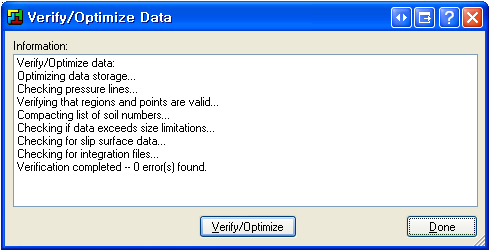 Verify/Optimize Data
Information:
Verify/Optimize data:
Optimizing data storage...
Checking pressure lines...
Verifying that regions and points are valid...
Compacting list of soil numbers...
Checking if data exceeds size limitations...
Checking for slip surface data...
Checking for integration files...
Verification completed -- 0 error(s) found.
Verify/Optimize
Done